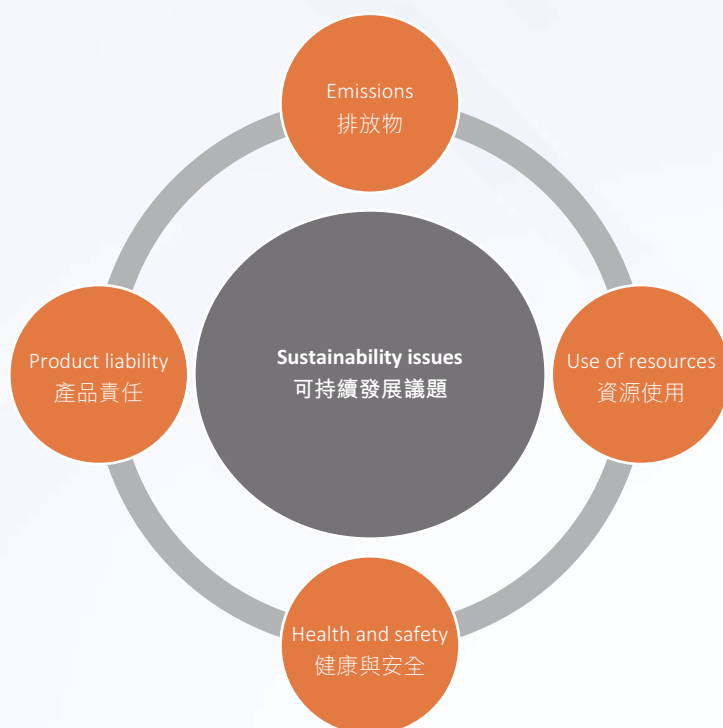 Emissions
排放物
Product liability
產品責任
Sustainability issues
可持續發展議題
Use of resources
資源使用
Health and safety
健康與安全